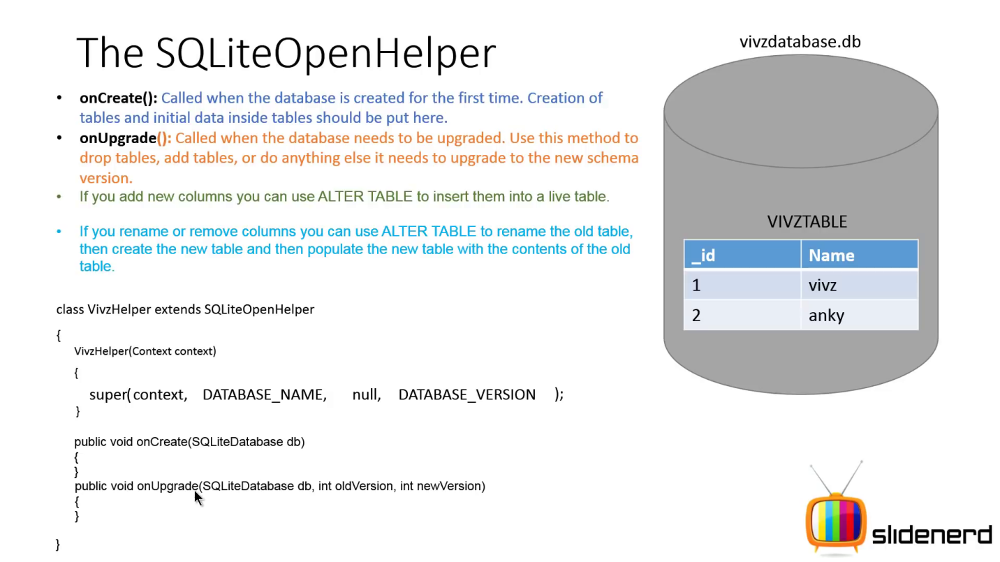 The SQLiteOpenHelper
• onCreate(): Called when the database is created for the first time. Creation of
tables and initial data inside tables should be put here.
• onUpgrade(): Called when the database needs to be upgraded. Use this method to
drop tables, add tables, or do anything else it needs to upgrade to the new schema
version.
• If you add new columns you can use ALTER TABLE to insert them into a live table.
• If you rename or remove columns you can use ALTER TABLE to rename the old table,
then create the new table and then populate the new table with the contents of the old
table.
class VivzHelper extends SQLiteOpenHelper
{
VivzHelper(Context context)
{
super(context, DATABASE_NAME, null, DATABASE_VERSION );
}
public void onCreate(SQLiteDatabase db)
{
}
public void onUpgrade(SQLiteDatabase db, int oldVersion, int newVersion)
{
}
}
vivzdatabase.db
VIVZTABLE
_id Name
1 vivz
2 anky
slidenerd